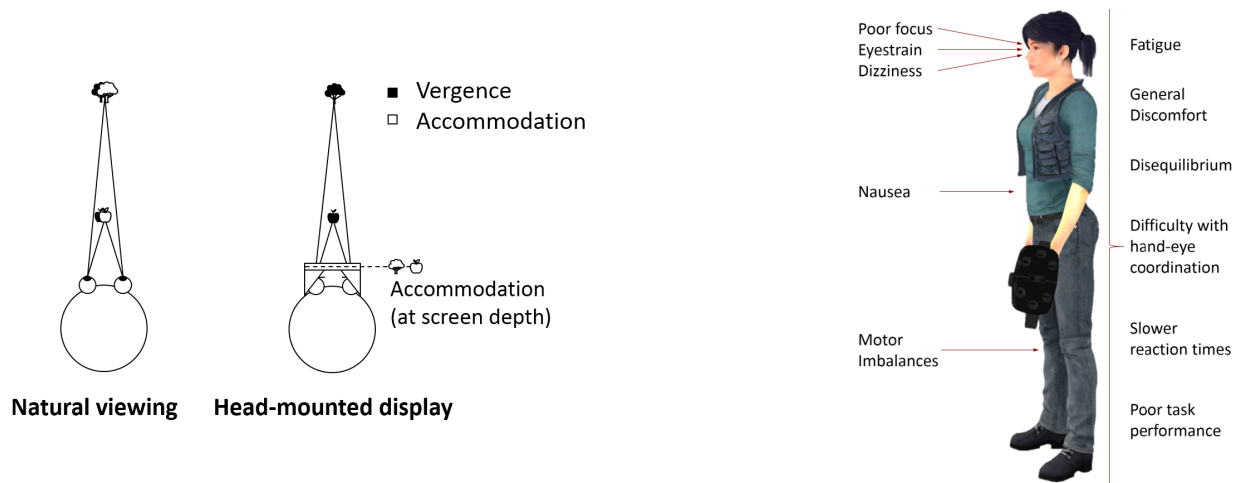 Vergence
Accommodation
Accommodation
(at screen depth)
Natural viewing
Head-mounted display
Poor focus
Eyestrain
Dizziness
Nausea
Motor
Imbalances
Fatigue
General
Discomfort
Disequilibrium
Difficulty with
hand-eye
coordination
Slower
reaction times
Poor task
performance